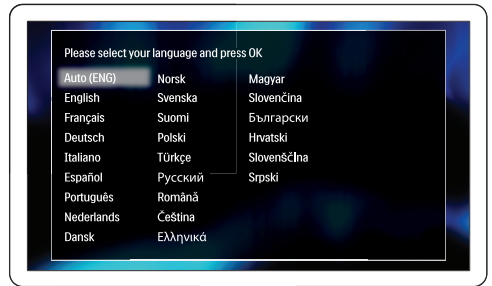 Please select your language and press OK
Auto (ENG)
English
Français
Deutsch
Italiano
Español
Português
Nederlands
Dansk
Norsk
Svenska
Suomi
Polski
Türkçe
Русский
Română
Čeština
Ελληνικά
Magyar
Slovenčina
Български
Hrvatski
SlovenščIna
Srpski